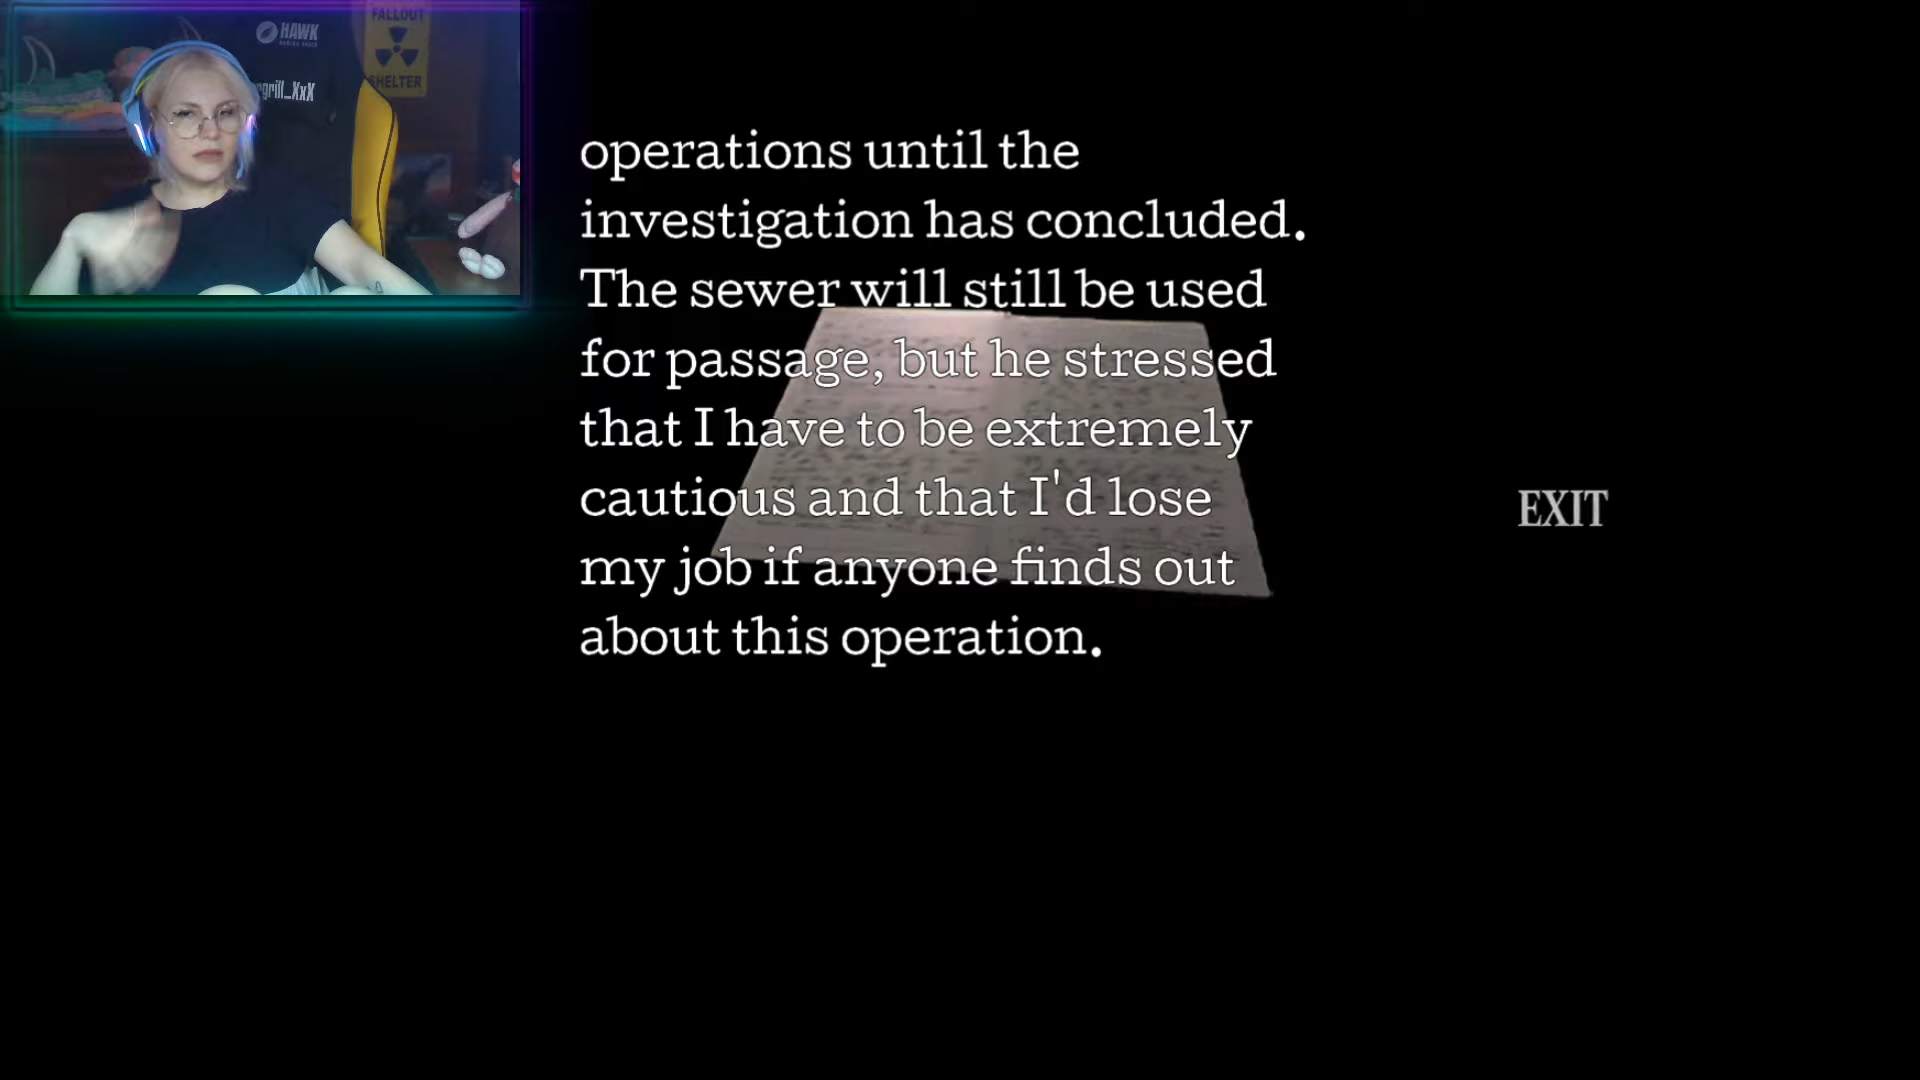 FALLOUT
HAWK
SHELTER
rgrill_XxX
operations until the
investigation has concluded.
The sewer will still be used
for passage, but he stressed
that I have to be extremely
cautious and that I'd lose
my job if anyone finds out
about this operation.
EXIT